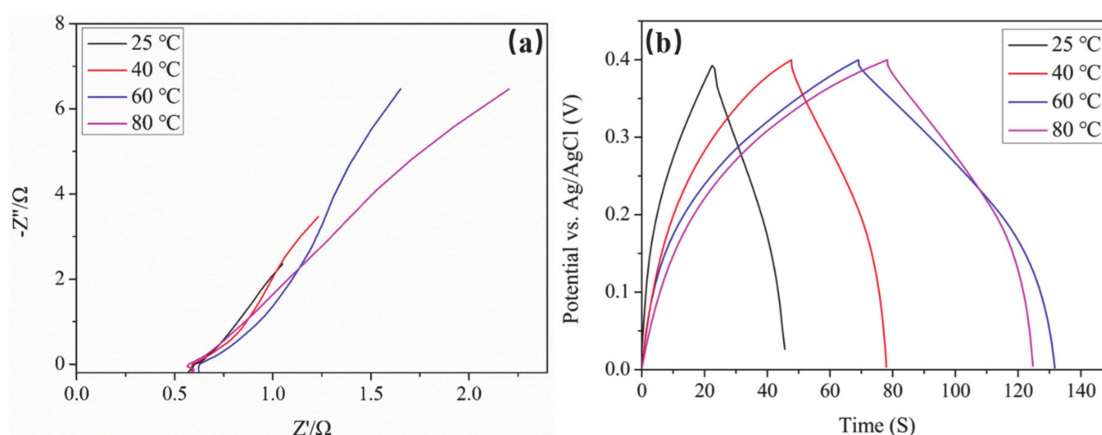 (a)
25 ℃
40 ℃
60 ℃
80 ℃
-Z''/Ω
8
6
4
2
0
0.0 0.5 1.0 1.5 2.0
Z'/Ω
(b)
25 ℃
40 ℃
60 ℃
80 ℃
Potential vs. Ag/AgCl (V)
0.4
0.3
0.2
0.1
0.0
0 20 40 60 80 100 120 140
Time (S)